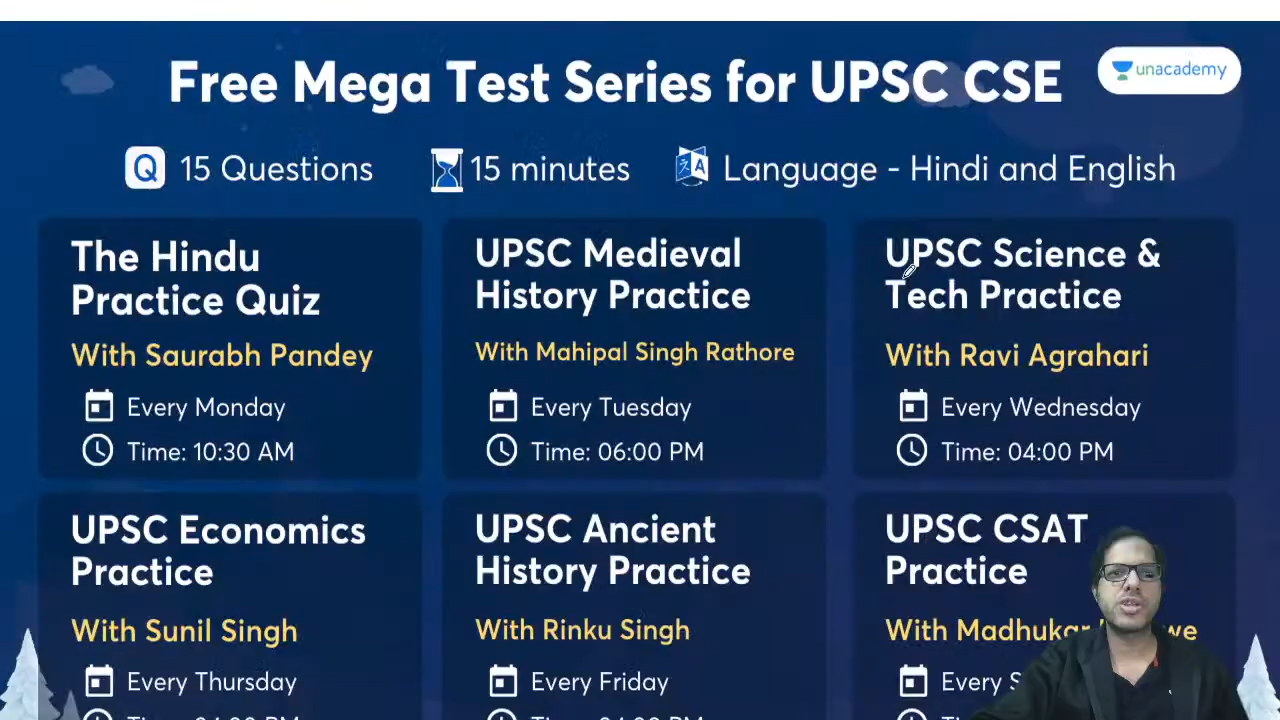 Free Mega Test Series for UPSC CSE
unacademy
Q 15 Questions
15 minutes
Language - Hindi and English
The Hindu
Practice Quiz
With Saurabh Pandey
Every Monday
Time: 10:30 AM
UPSC Medieval
History Practice
With Mahipal Singh Rathore
Every Tuesday
Time: 06:00 PM
UPSC Science &
Tech Practice
With Ravi Agrahari
Every Wednesday
Time: 04:00 PM
UPSC Economics
Practice
With Sunil Singh
Every Thursday
UPSC Ancient
History Practice
With Rinku Singh
Every Friday
UPSC CSAT
Practice
With Madhukar
Every